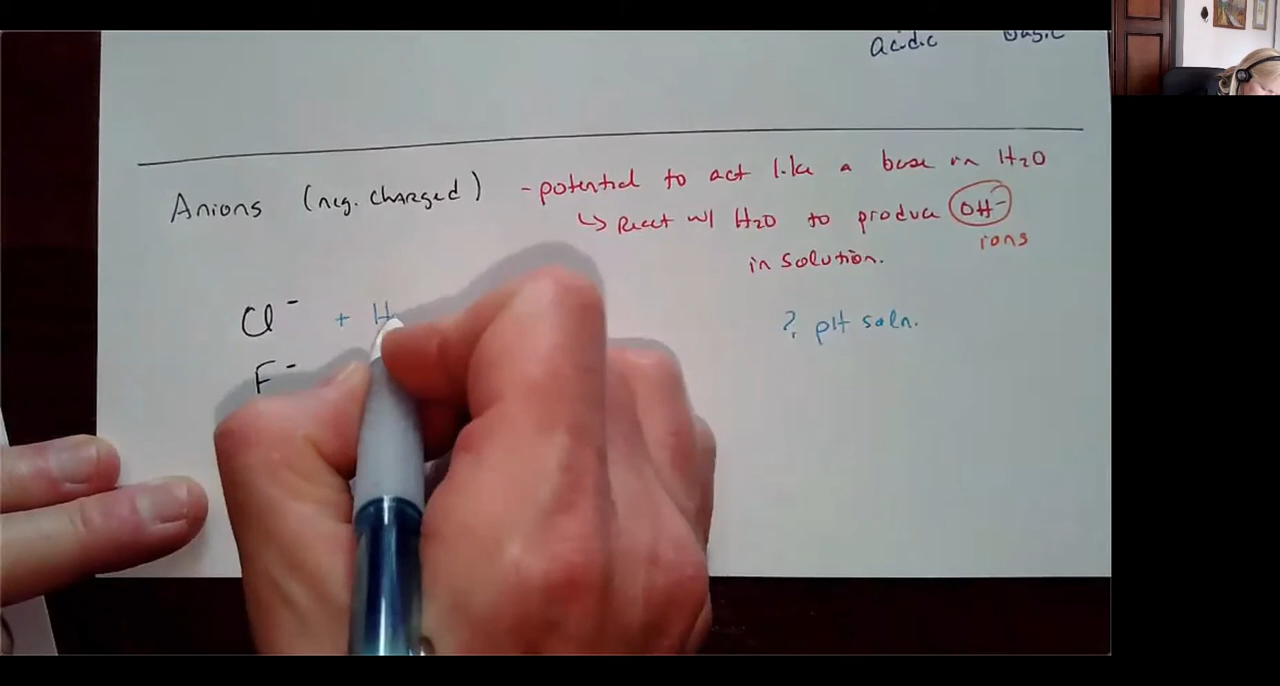 acidic basic
Anions (neg. charged) - potential to act like a base in H2O
↳ React w/ H2O to produce OH-
ions
in solution.
Cl- + H
? pH soln.
F-